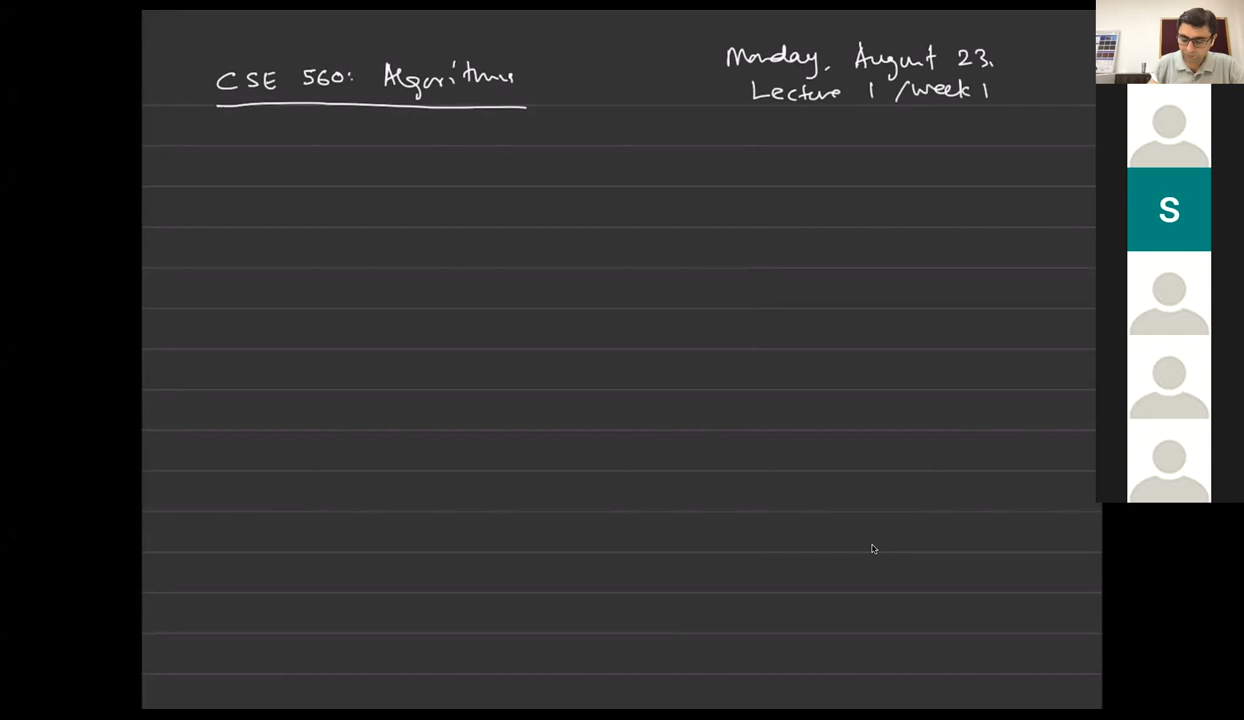 CSE 560: Algorithms
Monday, August 23.
Lecture 1 /week 1
S